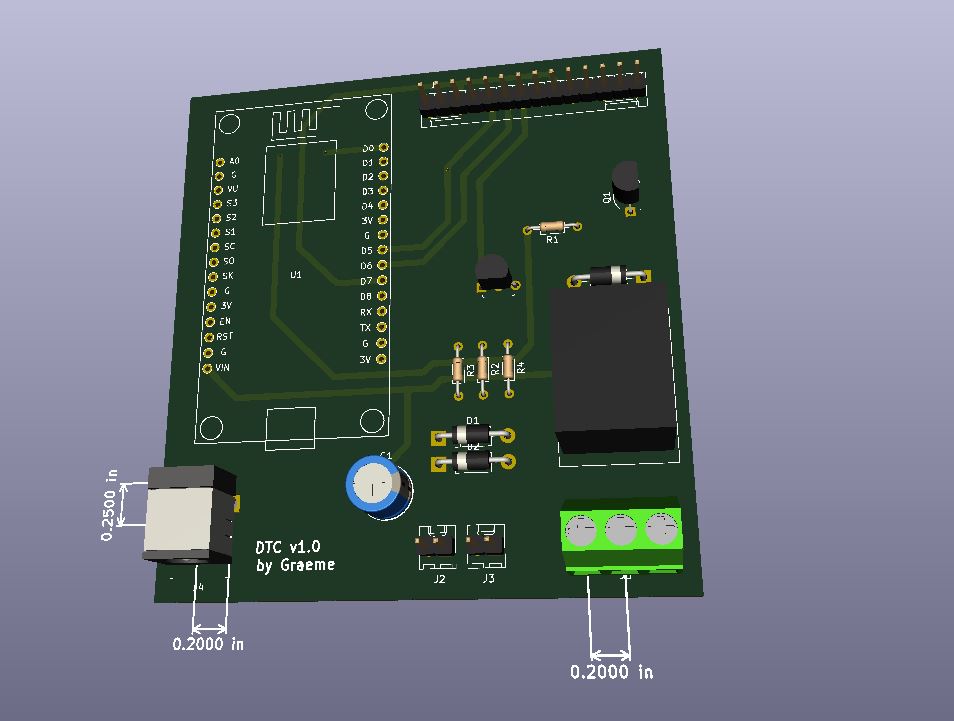 A0
G
VU
S3
S2
S1
SC
SO
SK
G
3V
EN
RST
G
VIN
D0
D1
D2
D3
D4
3V
G
D5
D6
D7
D8
RX
TX
G
3V
U1
Q1
R1
R3
R2
R4
D1
D2
C1
0.2500 in
DTC v1.0
by Graeme
J2
J3
0.2000 in
0.2000 in